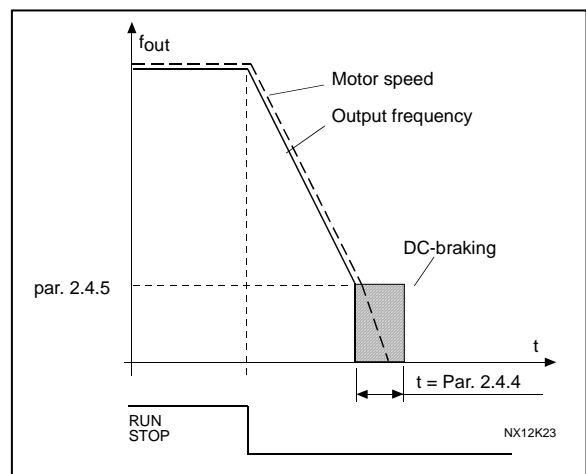 fout
Motor speed
Output frequency
DC-braking
par. 2.4.5
t
t = Par. 2.4.4
RUN
STOP
NX12K23